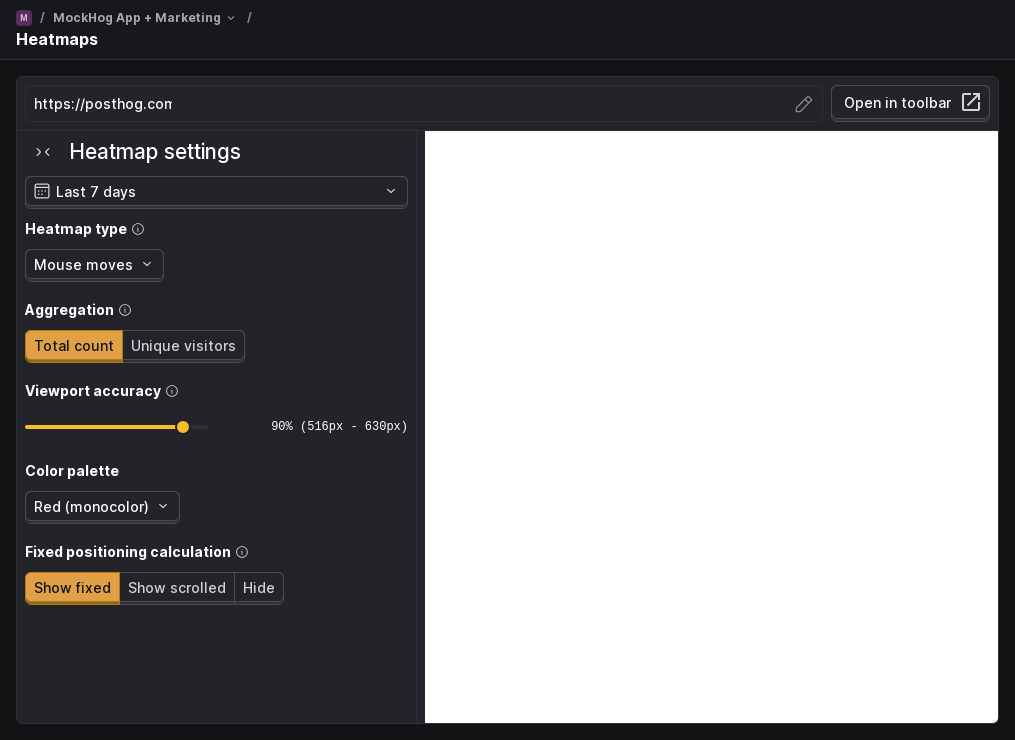 M / MockHog App + Marketing /
Heatmaps
https://posthog.com
Open in toolbar
Heatmap settings
Last 7 days
Heatmap type
Mouse moves
Aggregation
Total count Unique visitors
Viewport accuracy
90% (516px - 630px)
Color palette
Red (monocolor)
Fixed positioning calculation
Show fixed Show scrolled Hide